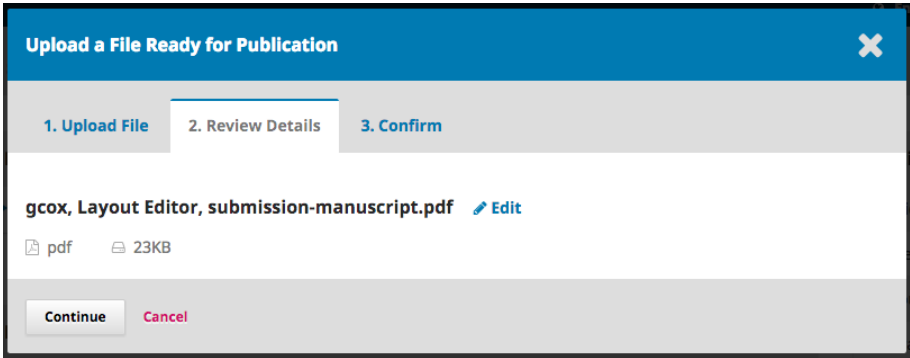 Upload a File Ready for Publication
1. Upload File 2. Review Details 3. Confirm
gcox, Layout Editor, submission-manuscript.pdf Edit
pdf 23KB
Continue Cancel